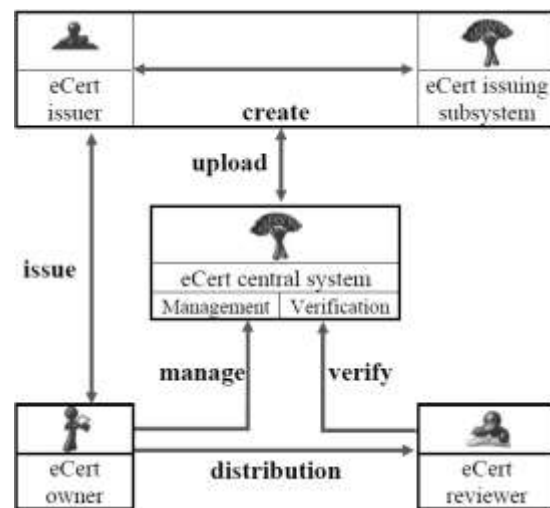 eCert
issuer
create
eCert issuing
subsystem
upload
eCert central system
Management
Verification
issue
manage
verify
eCert
owner
distribution
eCert
reviewer